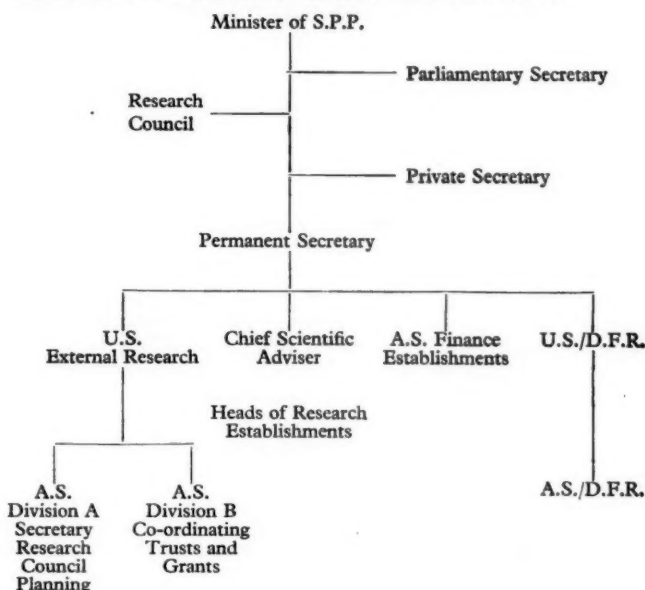 Minister of S.P.P.
Parliamentary Secretary
Research
Council
Private Secretary
Permanent Secretary
U.S.
External Research
Chief Scientific
Adviser
A.S. Finance
Establishments
U.S./D.F.R.
Heads of Research
Establishments
A.S.
Division A
Secretary
Research
Council
Planning
A.S.
Division B
Co-ordinating
Trusts and
Grants
A.S./D.F.R.